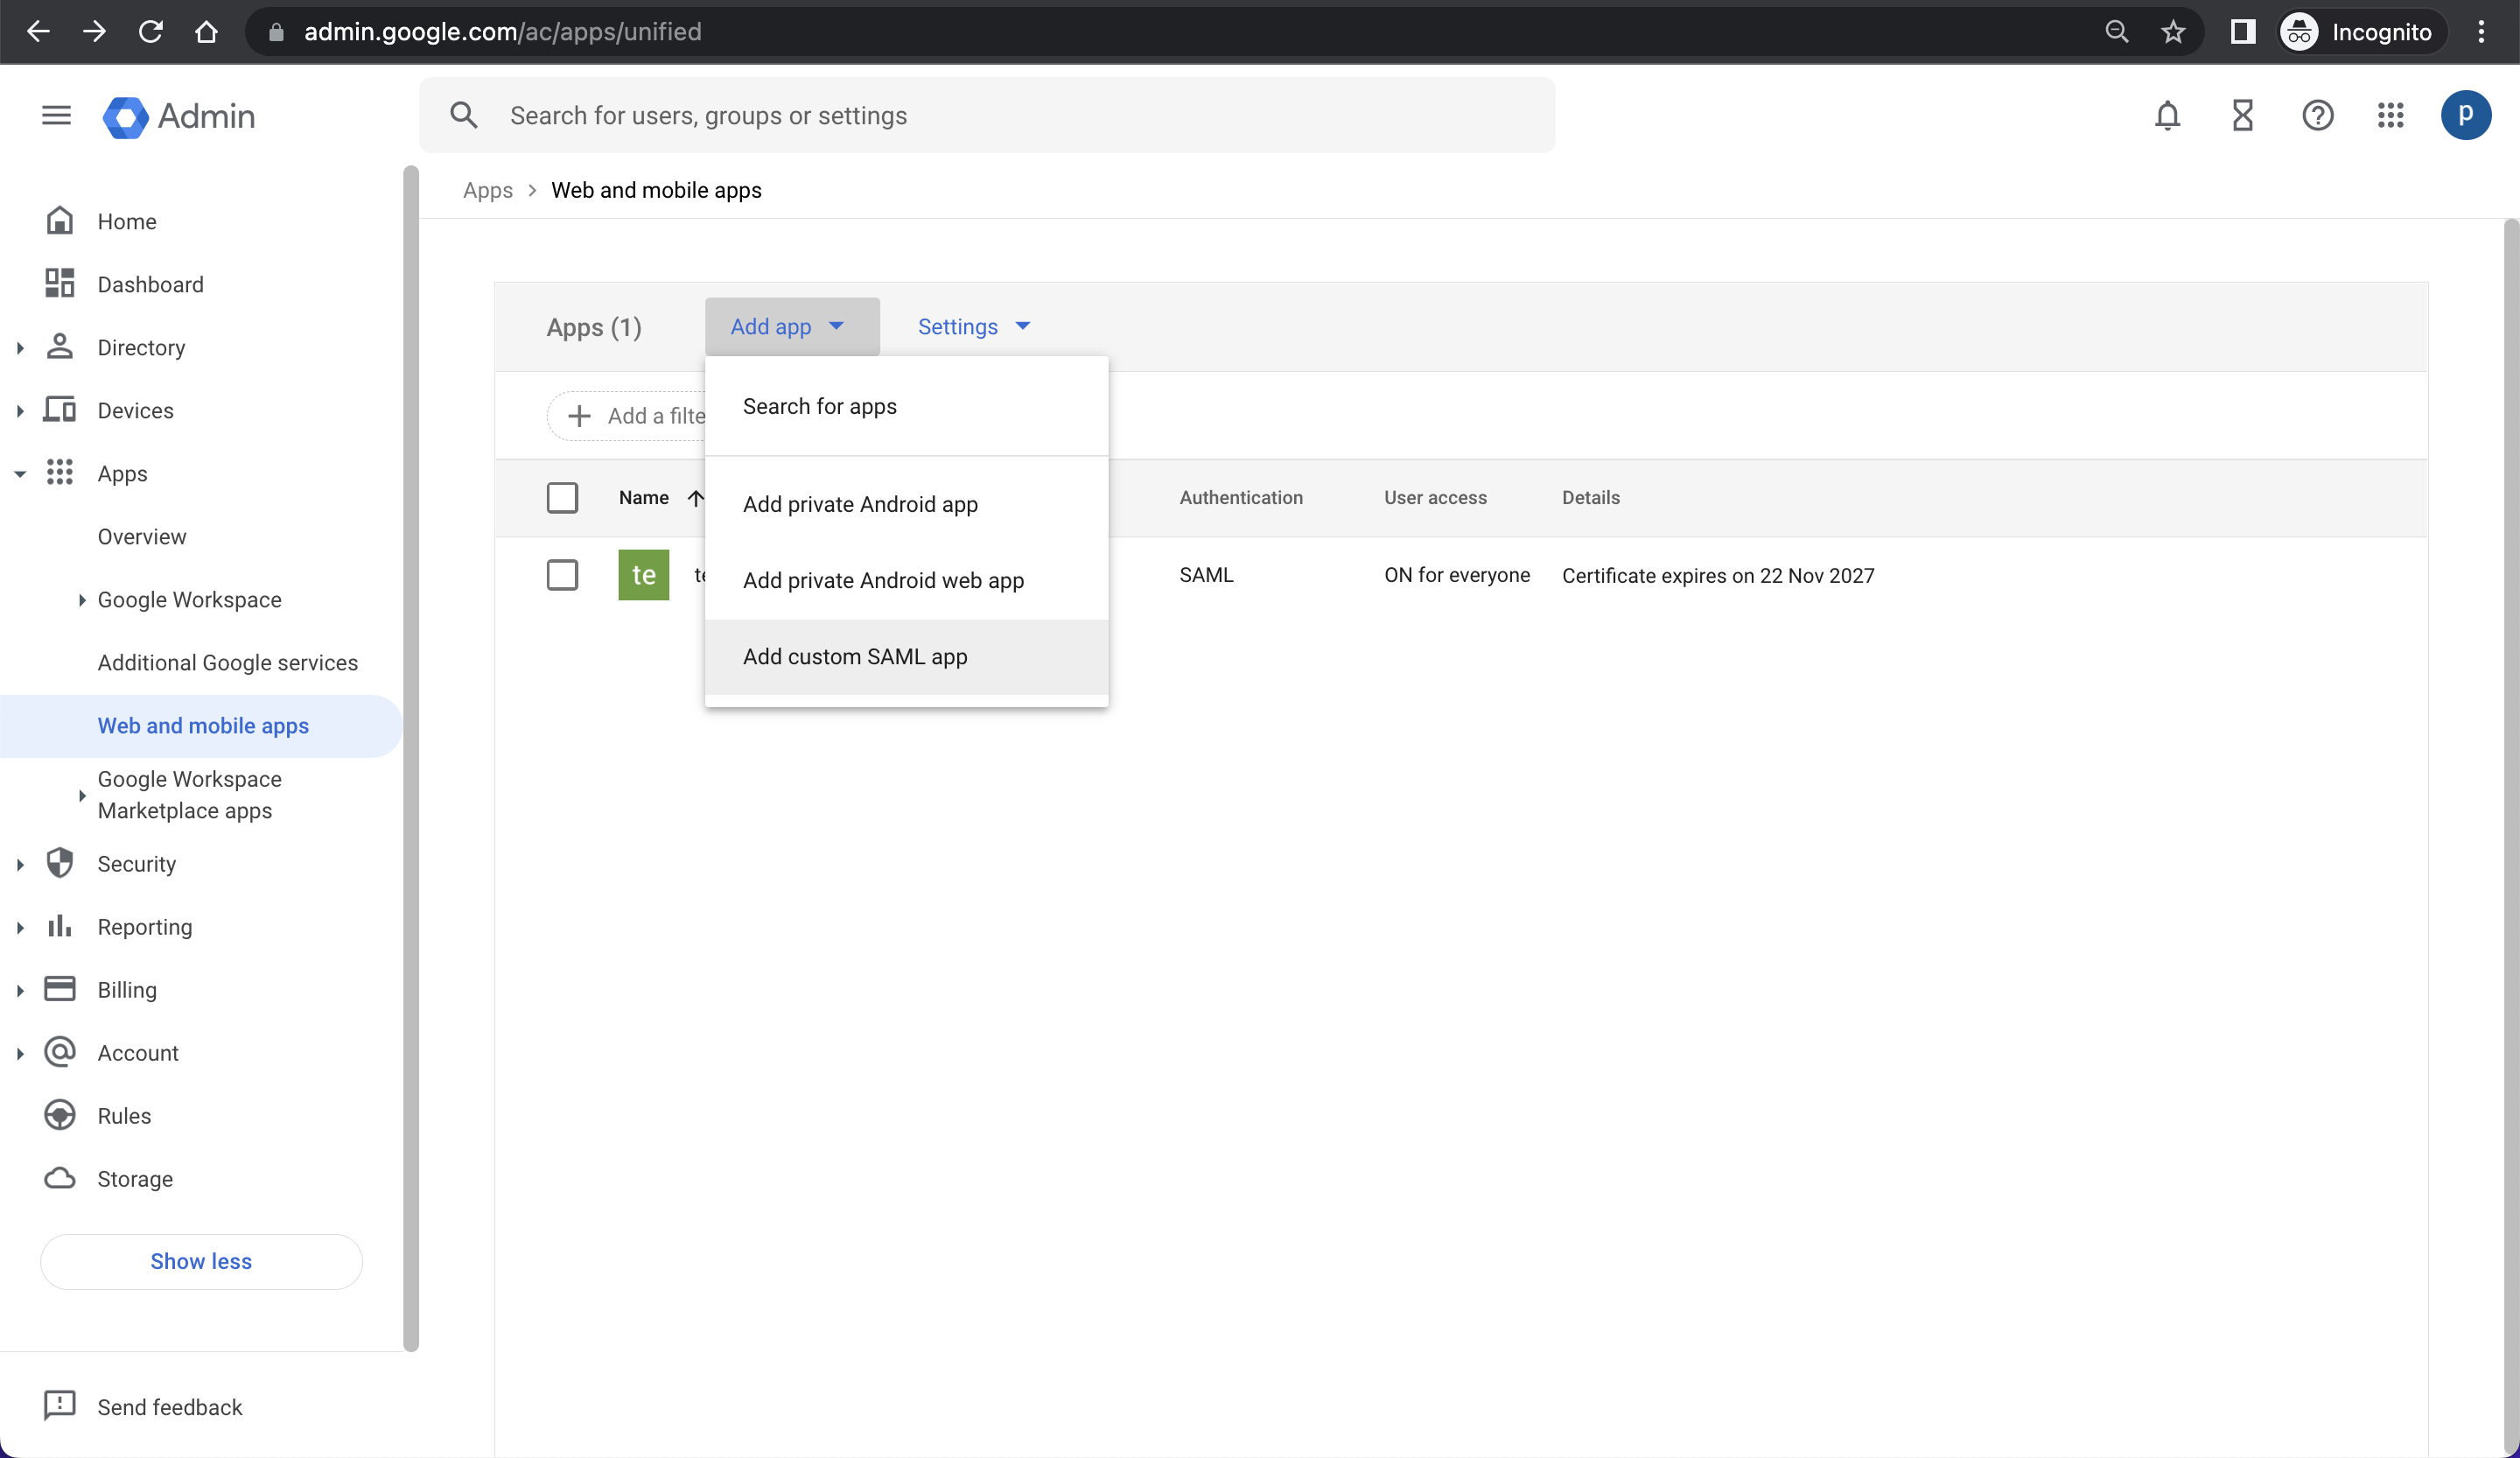 admin.google.com/ac/apps/unified
Incognito
Admin
Search for users, groups or settings
p
Apps > Web and mobile apps
Home
Dashboard
Directory
Devices
Apps
Overview
Google Workspace
Additional Google services
Web and mobile apps
Google Workspace
Marketplace apps
Security
Reporting
Billing
Account
Rules
Storage
Show less
Send feedback
Apps (1)
Add app
Settings
Add a filte
Search for apps
Add private Android app
Add private Android web app
Add custom SAML app
Name
Authentication
User access
Details
te
te
SAML
ON for everyone
Certificate expires on 22 Nov 2027